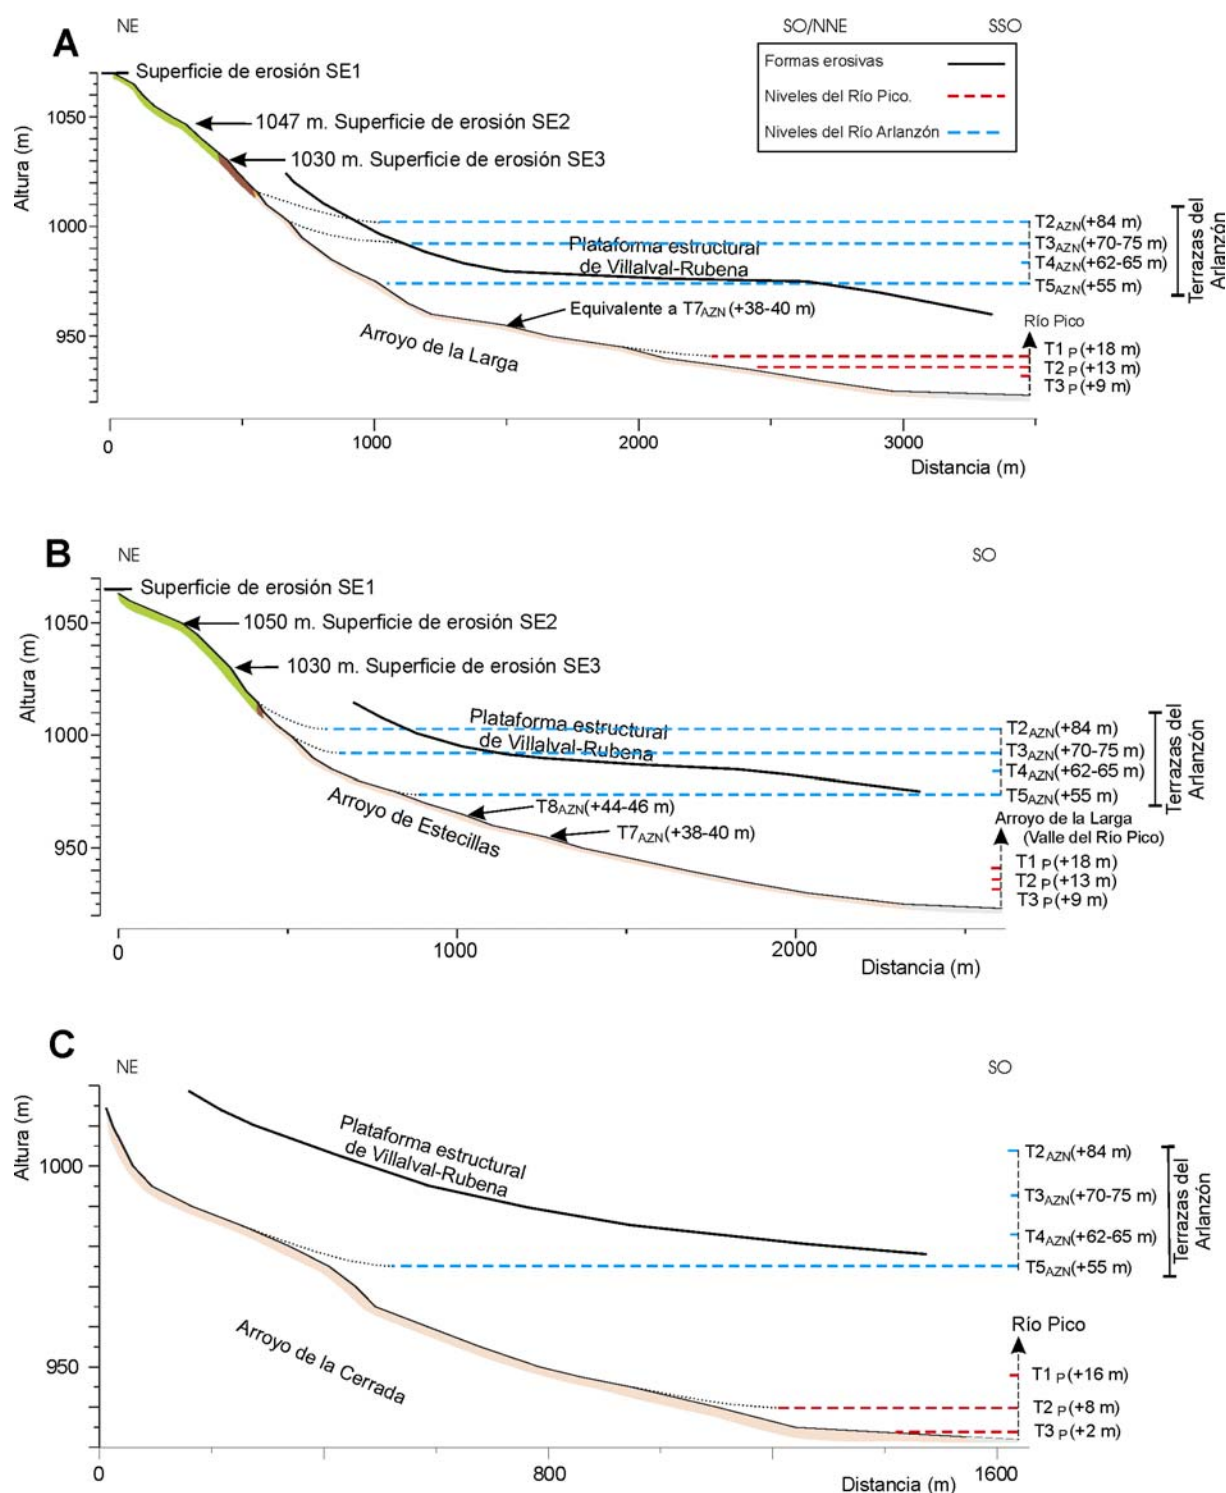 A
NE
SO/NNE
SSO
Formas erosivas
Niveles del Río Pico.
Niveles del Río Arlanzón
Superficie de erosión SE1
1047 m. Superficie de erosión SE2
1030 m. Superficie de erosión SE3
Altura (m)
1050
1000
950
Plataforma estructural
de Villalval-Rubena
T2AZN(+84 m)
T3AZN(+70-75 m)
T4AZN(+62-65 m)
T5AZN(+55 m)
Terrazas del
Arlanzón
Equivalente a T7AZN(+38-40 m)
Arroyo de la Larga
Río Pico
T1 P(+18 m)
T2 P(+13 m)
T3 P(+9 m)
0
1000
2000
3000
Distancia (m)
B
NE
SO
Superficie de erosión SE1
1050 m. Superficie de erosión SE2
1030 m. Superficie de erosión SE3
Altura (m)
1050
1000
950
Plataforma estructural
de Villalval-Rubena
T2AZN(+84 m)
T3AZN(+70-75 m)
T4AZN(+62-65 m)
T5AZN(+55 m)
Terrazas del
Arlanzón
Arroyo de Estecillas
T8AZN(+44-46 m)
T7AZN(+38-40 m)
Arroyo de la Larga
(Valle del Río Pico)
T1 P(+18 m)
T2 P(+13 m)
T3 P(+9 m)
0
1000
2000
Distancia (m)
C
NE
SO
Altura (m)
1000
950
Plataforma estructural
de Villalval-Rubena
T2AZN(+84 m)
T3AZN(+70-75 m)
T4AZN(+62-65 m)
T5AZN(+55 m)
Terrazas del
Arlanzón
Arroyo de la Cerrada
Río Pico
T1 P(+16 m)
T2 P(+8 m)
T3 P(+2 m)
0
800
1600
Distancia (m)